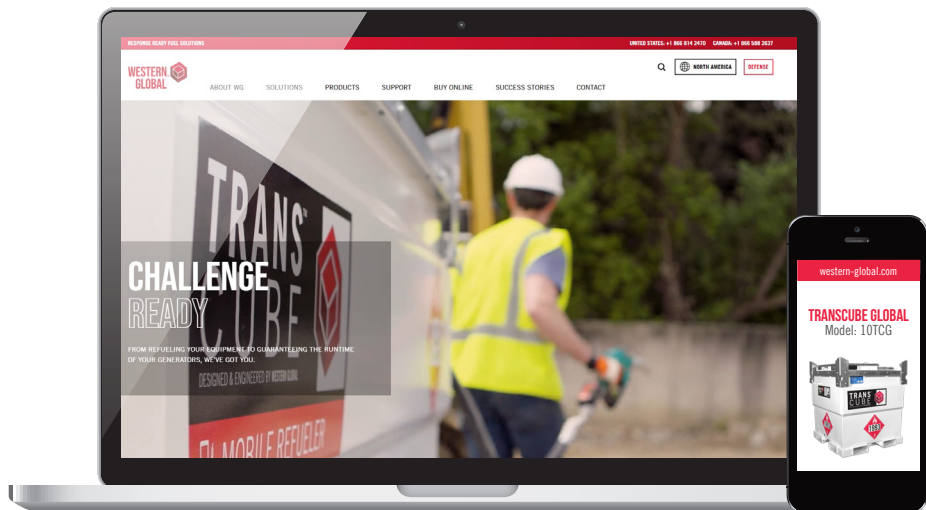 RESPONSE READY FUEL SOLUTIONS
UNITED STATES: +1 866 814 2470 CANADA: +1 866 588 2637
WESTERN
GLOBAL
NORTH AMERICA
DEFENSE
ABOUT WG SOLUTIONS PRODUCTS SUPPORT BUY ONLINE SUCCESS STORIES CONTACT
TRANS™
CUBE
DESIGNED & ENGINEERED BY WESTERN GLOBAL
MOBILE REFUELER
CHALLENGE
READY
FROM REFUELING YOUR EQUIPMENT TO GUARANTEEING THE RUNTIME
OF YOUR GENERATORS, WE'VE GOT YOU.
western-global.com
TRANSCUBE GLOBAL
Model: 10TCG
TRANS
CUBE
1993